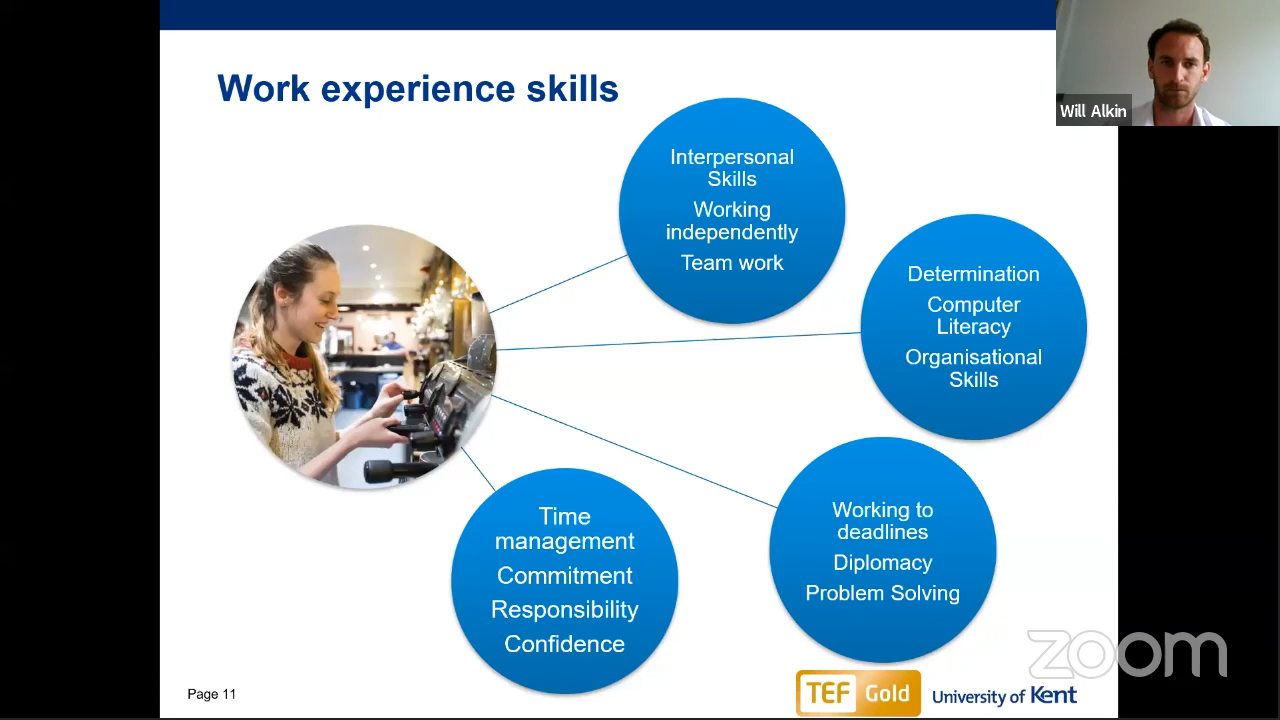 Work experience skills
Will Alkin
Interpersonal
Skills
Working
independently
Team work
Determination
Computer
Literacy
Organisational
Skills
Time
management
Commitment
Responsibility
Confidence
Working to
deadlines
Diplomacy
Problem Solving
zoom
Page 11
TEF Gold
University of Kent